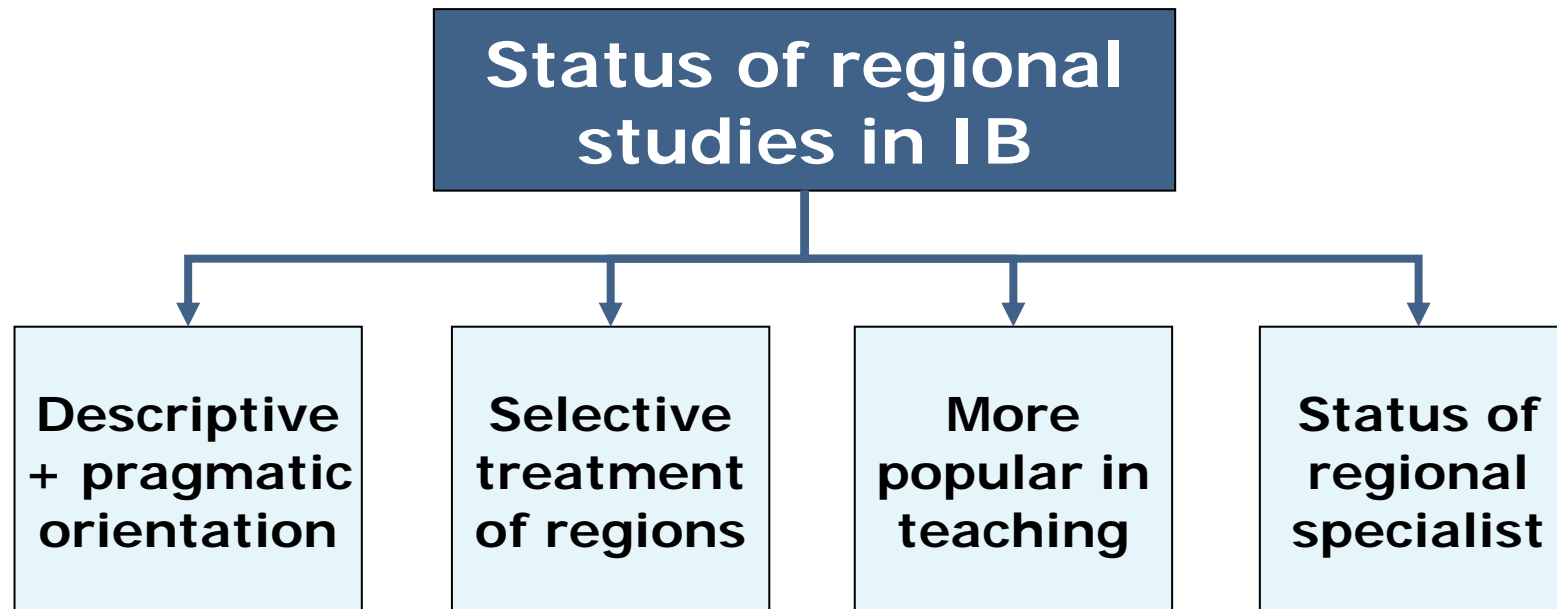 Status of regional
studies in IB
Descriptive
+ pragmatic
orientation
Selective
treatment
of regions
More
popular in
teaching
Status of
regional
specialist